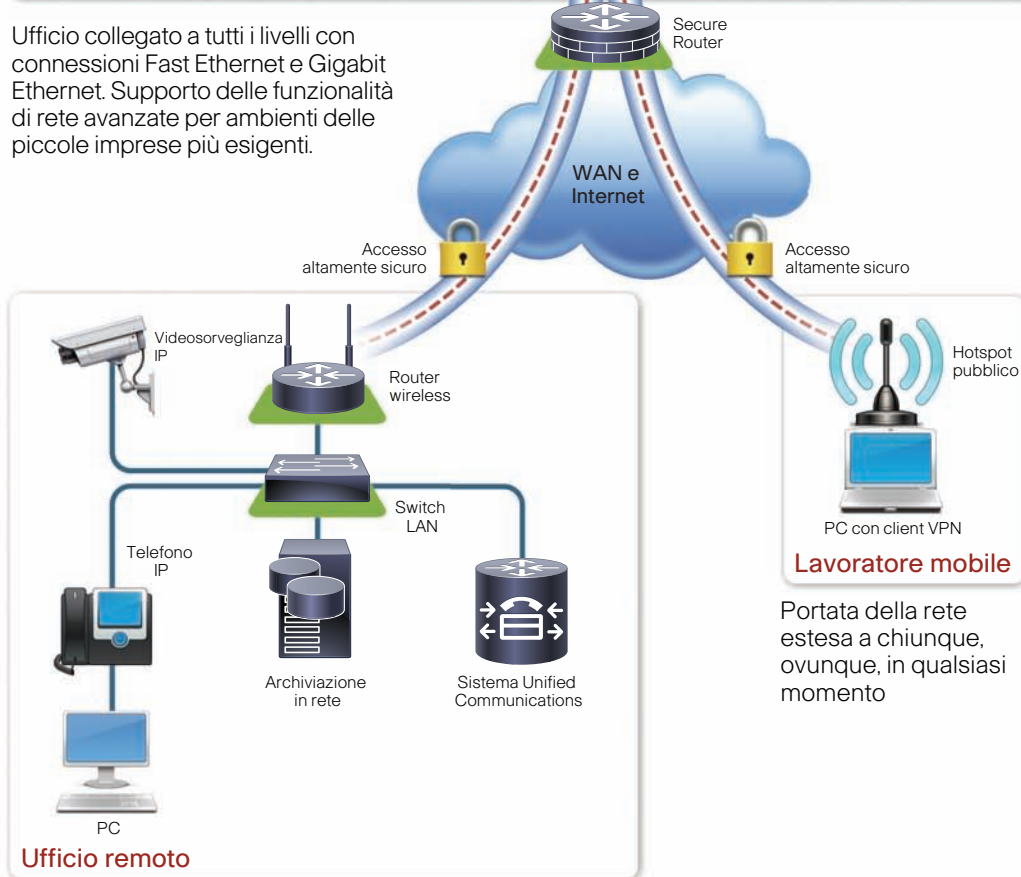 Secure
Router
Ufficio collegato a tutti i livelli con
connessioni Fast Ethernet e Gigabit
Ethernet. Supporto delle funzionalità
di rete avanzate per ambienti delle
piccole imprese più esigenti.
WAN e
Internet
Accesso
altamente sicuro
Accesso
altamente sicuro
Videosorveglianza
IP
Router
wireless
Hotspot
pubblico
Switch
LAN
PC con client VPN
Telefono
IP
Lavoratore mobile
Portata della rete
estesa a chiunque,
ovunque, in qualsiasi
momento
Archiviazione
in rete
Sistema Unified
Communications
PC
Ufficio remoto